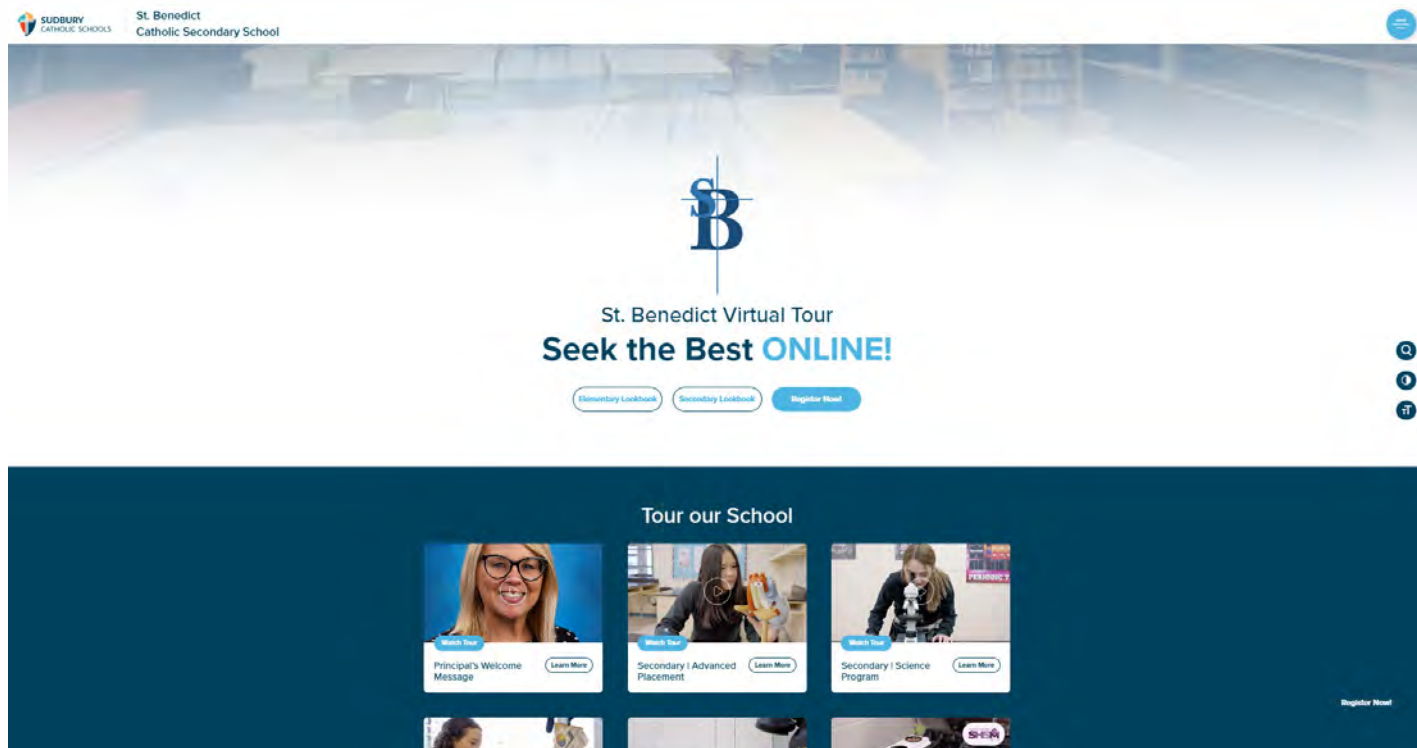 SUDBURY
CATHOLIC SCHOOLS
St. Benedict
Catholic Secondary School
SB
St. Benedict Virtual Tour
Seek the Best ONLINE!
Elementary Lookbook
Secondary Lookbook
Register Now!
Tour our School
PERIODIC T
Watch Tour
Watch Tour
Watch Tour
Principal's Welcome
Message
Learn More
Secondary | Advanced
Placement
Learn More
Secondary | Science
Program
Learn More
Register Now!
SHSM